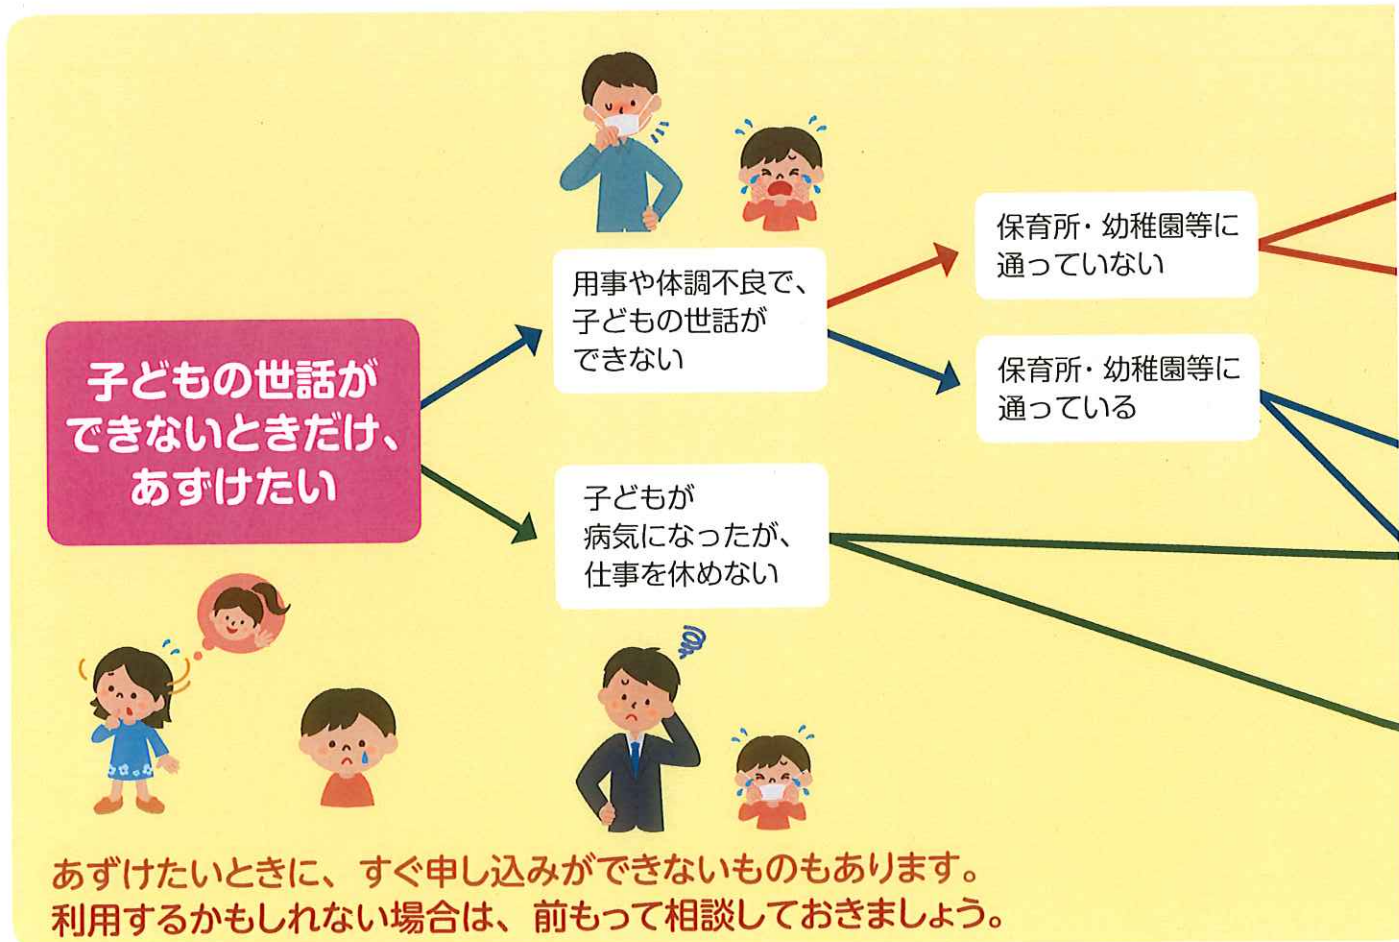 子どもの世話が
できないときだけ、
あずけたい
用事や体調不良で、
子どもの世話が
できない
保育所・幼稚園等に
通っていない
保育所・幼稚園等に
通っている
子どもが
病気になったが、
仕事を休めない
あずけたいときに、すぐ申し込みができないものもあります。
利用するかもしれない場合は、前もって相談しておきましょう。